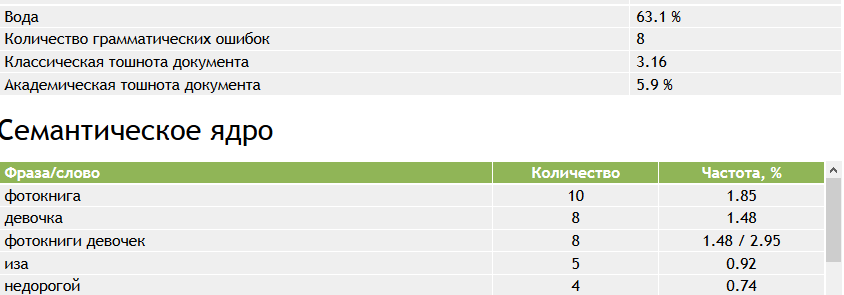 Вода 63.1 %
Количество грамматических ошибок 8
Классическая тошнота документа 3.16
Академическая тошнота документа 5.9 %
Семантическое ядро
Фраза/слово Количество Частота, %
фотокнига 10 1.85
девочка 8 1.48
фотокниги девочек 8 1.48 / 2.95
иза 5 0.92
недорогой 4 0.74